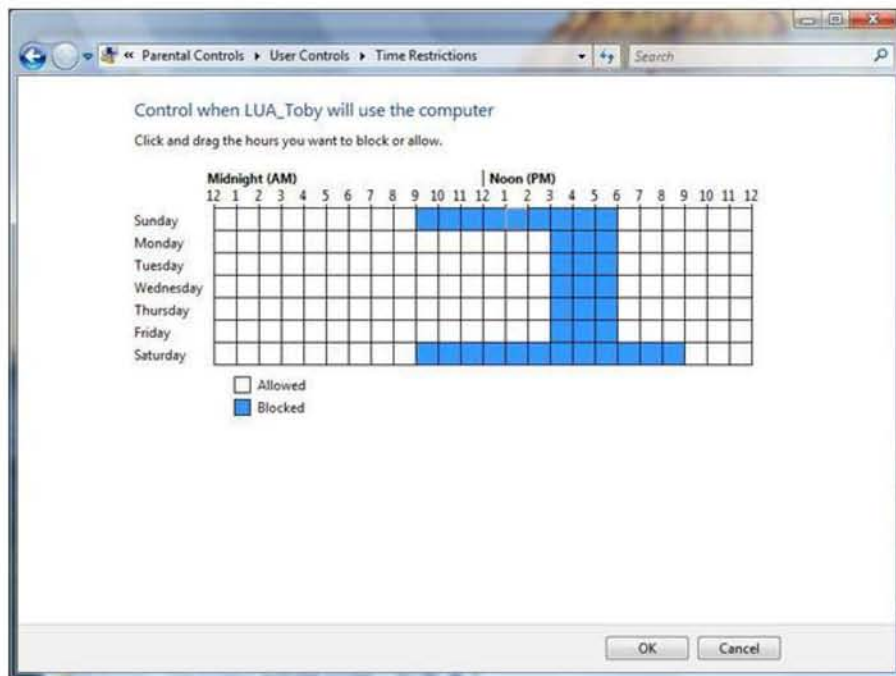 « Parental Controls ▸ User Controls ▸ Time Restrictions Search
Control when LUA_Toby will use the computer
Click and drag the hours you want to block or allow.
Midnight (AM) Noon (PM)
12 1 2 3 4 5 6 7 8 9 10 11 12 1 2 3 4 5 6 7 8 9 10 11 12
Sunday
Monday
Tuesday
Wednesday
Thursday
Friday
Saturday
Allowed
Blocked
OK Cancel